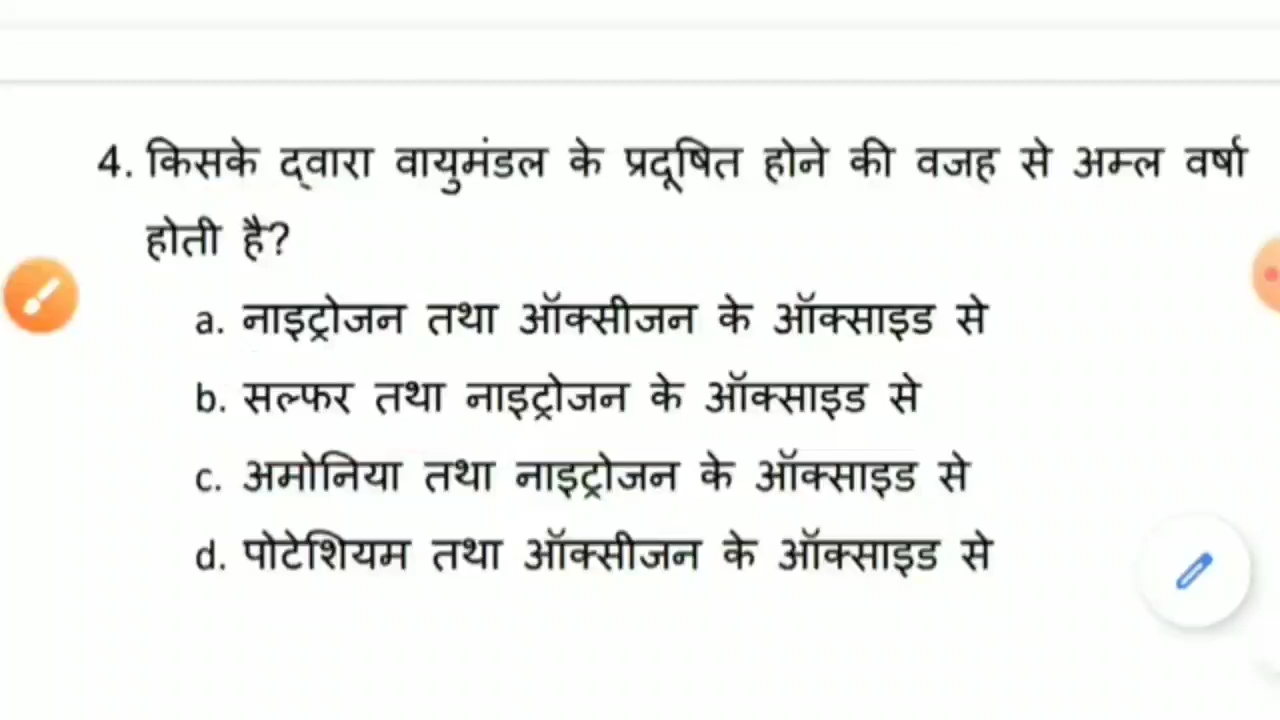 4. किसके द्वारा वायुमंडल के प्रदूषित होने की वजह से अम्ल वर्षा
होती है?
a. नाइट्रोजन तथा ऑक्सीजन के ऑक्साइड से
b. सल्फर तथा नाइट्रोजन के ऑक्साइड से
c. अमोनिया तथा नाइट्रोजन के ऑक्साइड से
d. पोटेशियम तथा ऑक्सीजन के ऑक्साइड से